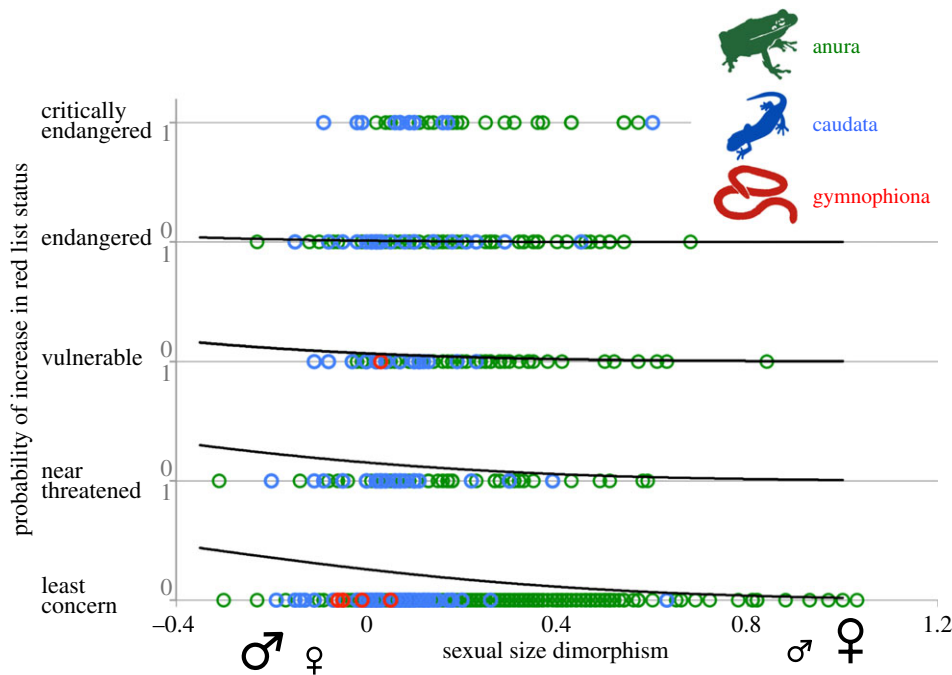 anura
caudata
gymnophiona
probability of increase in red list status
critically
endangered
1
0
endangered
1
0
vulnerable
1
0
near
threatened
1
0
least
concern
–0.4
0
0.4
0.8
1.2
♂ ♀
sexual size dimorphism
♂ ♀